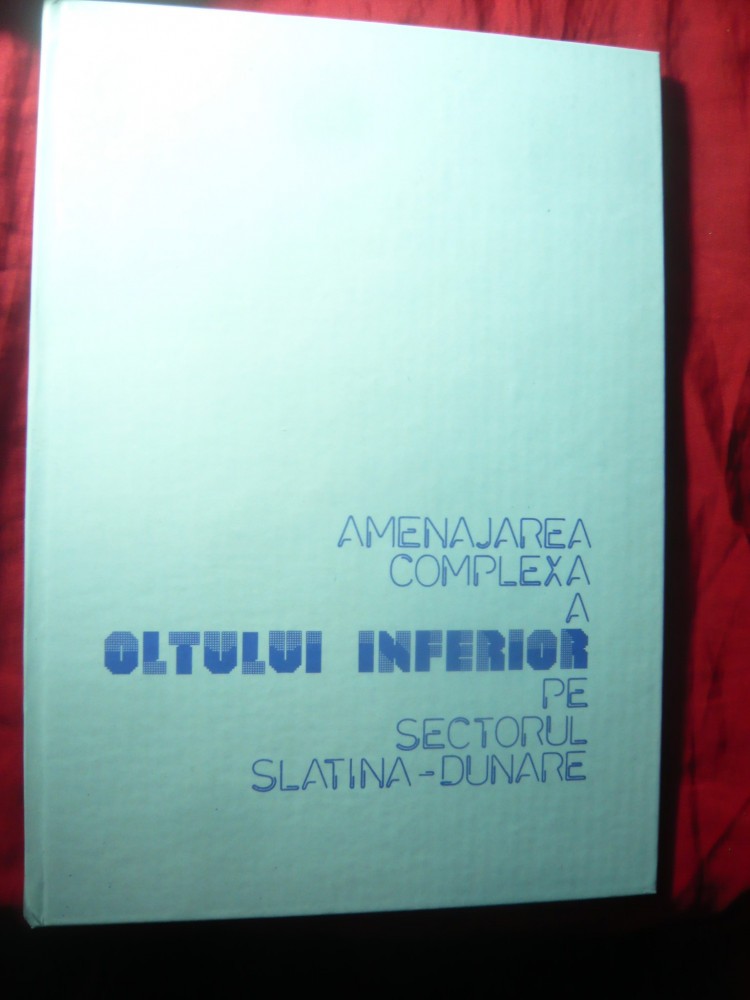 AMENAJAREA
COMPLEXA
A
OLTULUI INFERIOR
PE
SECTORUL
SLATINA-DUNARE